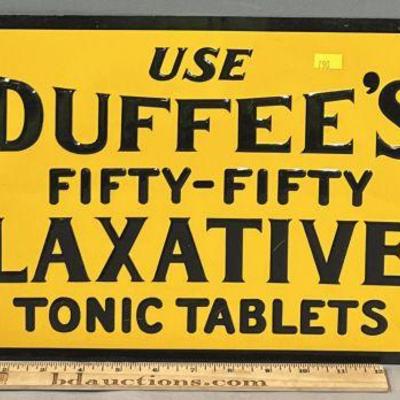 USE
DUFFEE'S
FIFTY-FIFTY
LAXATIVE
TONIC TABLETS
bdauctions.com